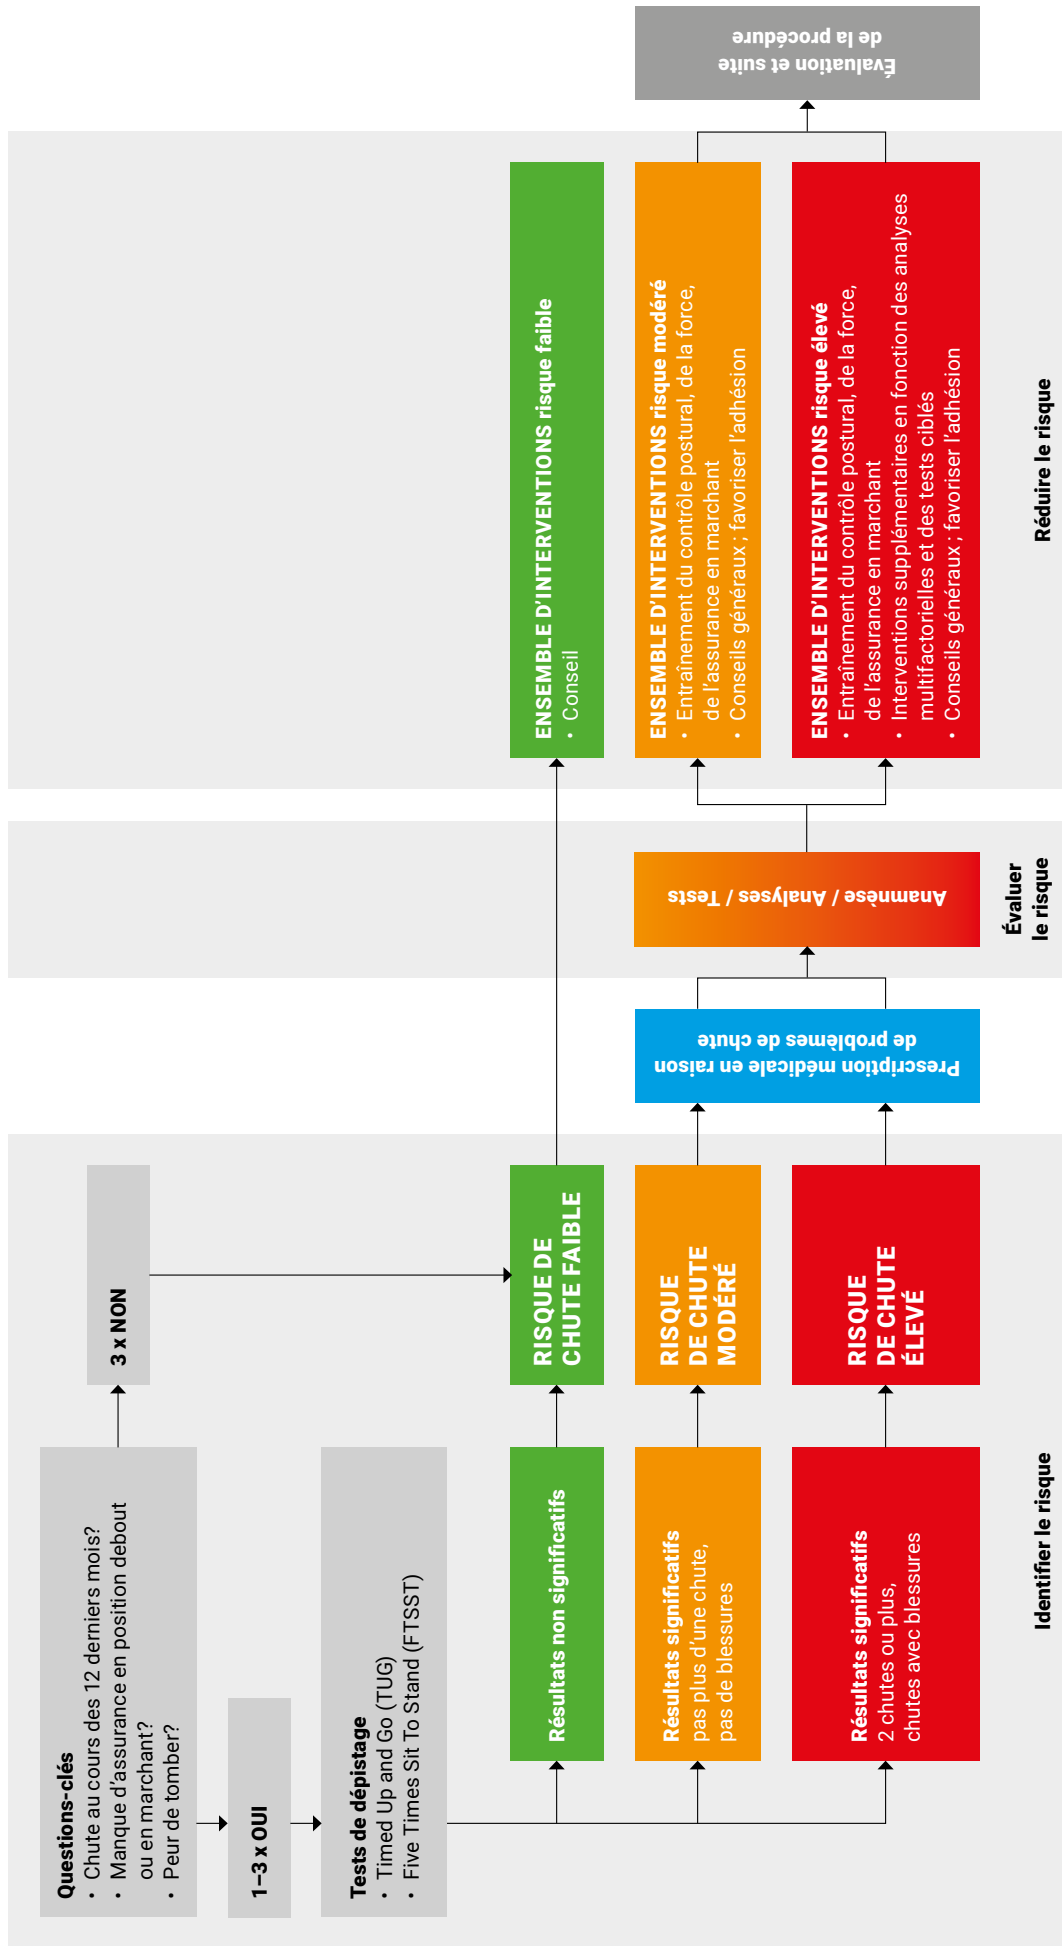 Questions-clés
• Chute au cours des 12 derniers mois?
• Manque d'assurance en position debout
ou en marchant?
• Peur de tomber?
3 x NON
1–3 x OUI
Tests de dépistage
• Timed Up and Go (TUG)
• Five Times Sit To Stand (FTSST)
Résultats non significatifs
RISQUE DE
CHUTE FAIBLE
ENSEMBLE D'INTERVENTIONS risque faible
• Conseil
Résultats significatifs
pas plus d'une chute,
pas de blessures
RISQUE
DE CHUTE
MODÉRÉ
Résultats significatifs
2 chutes ou plus,
chutes avec blessures
RISQUE
DE CHUTE
ÉLEVÉ
Prescription médicale en raison
de problèmes de chute
Anamnèse / Analyses / Tests
ENSEMBLE D'INTERVENTIONS risque modéré
• Entraînement du contrôle postural, de la force,
de l'assurance en marchant
• Conseils généraux ; favoriser l'adhésion
ENSEMBLE D'INTERVENTIONS risque élevé
• Entraînement du contrôle postural, de la force,
de l'assurance en marchant
• Interventions supplémentaires en fonction des analyses
multifactorielles et des tests ciblés
• Conseils généraux ; favoriser l'adhésion
Évaluation et suite
de la procédure
Identifier le risque
Évaluer
le risque
Réduire le risque